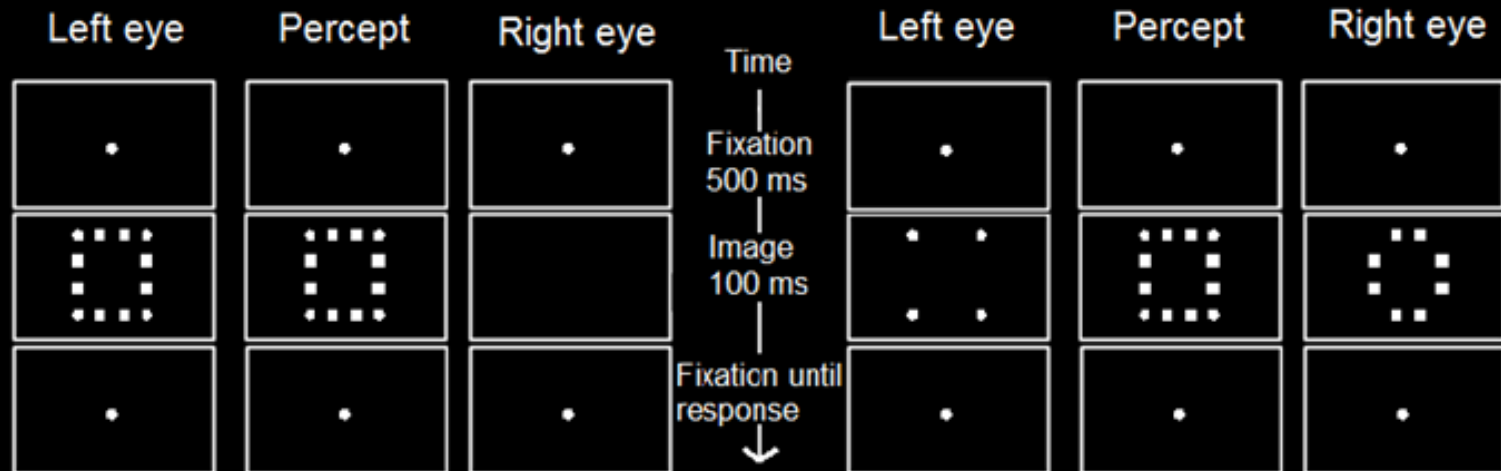 Left eye
Percept
Right eye
Time
Fixation
500 ms
Image
100 ms
Fixation until
response
Left eye
Percept
Right eye